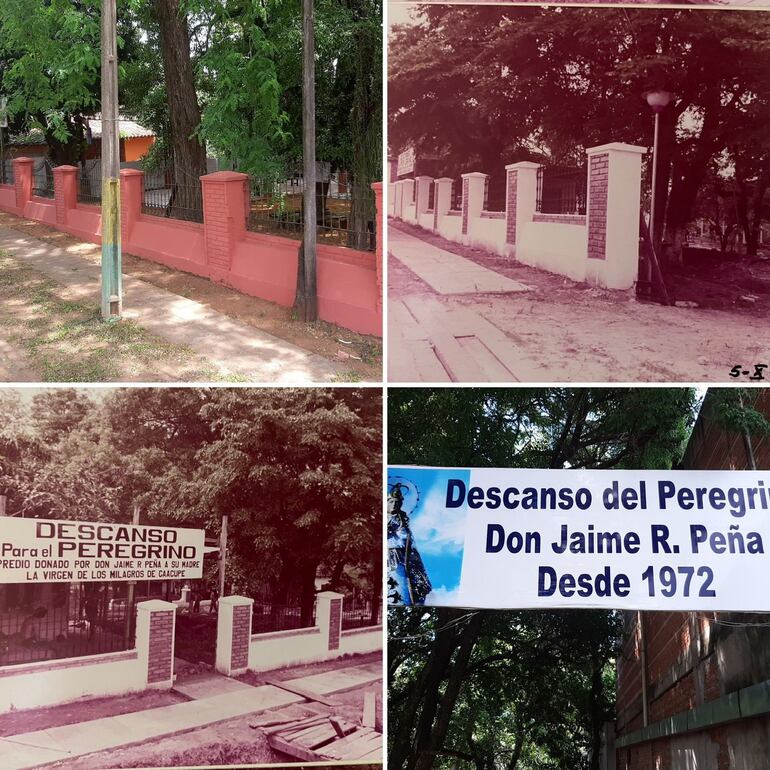 5-X
DESCANSO
Para el PEREGRINO
PREDIO DONADO POR DON JAIME R PEÑA A SU MADRE
LA VIRGEN DE LOS MILAGROS DE CAACUPE
Descanso del Peregrin
Don Jaime R. Peña
Desde 1972